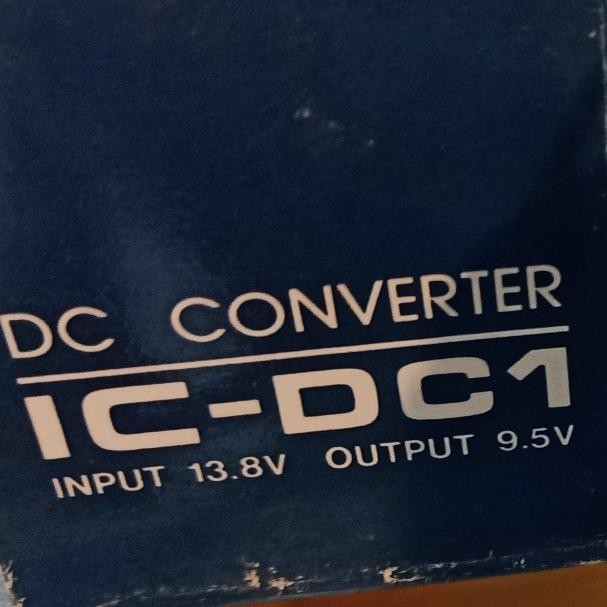 DC CONVERTER
IC-DC1
INPUT 13.8V OUTPUT 9.5V